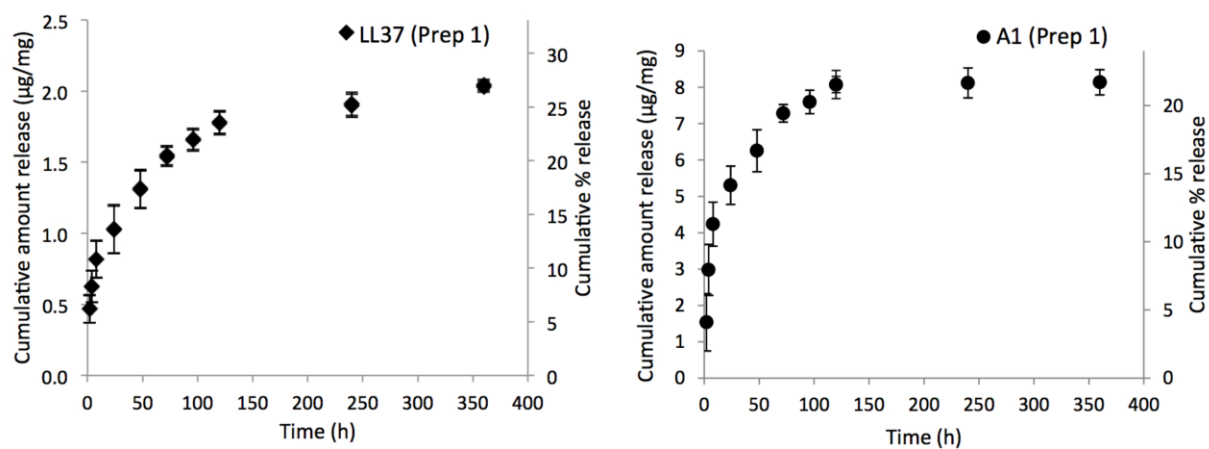 LL37 (Prep 1)
Cumulative amount release (µg/mg)
2.5
2.0
1.5
1.0
0.5
0.0
0 50 100 150 200 250 300 350 400
Time (h)
30
25
20
15
10
5
0
Cumulative % release
A1 (Prep 1)
Cumulative amount release (µg/mg)
9
8
7
6
5
4
3
2
1
0
0 50 100 150 200 250 300 350 400
Time (h)
20
15
10
5
0
Cumulative % release